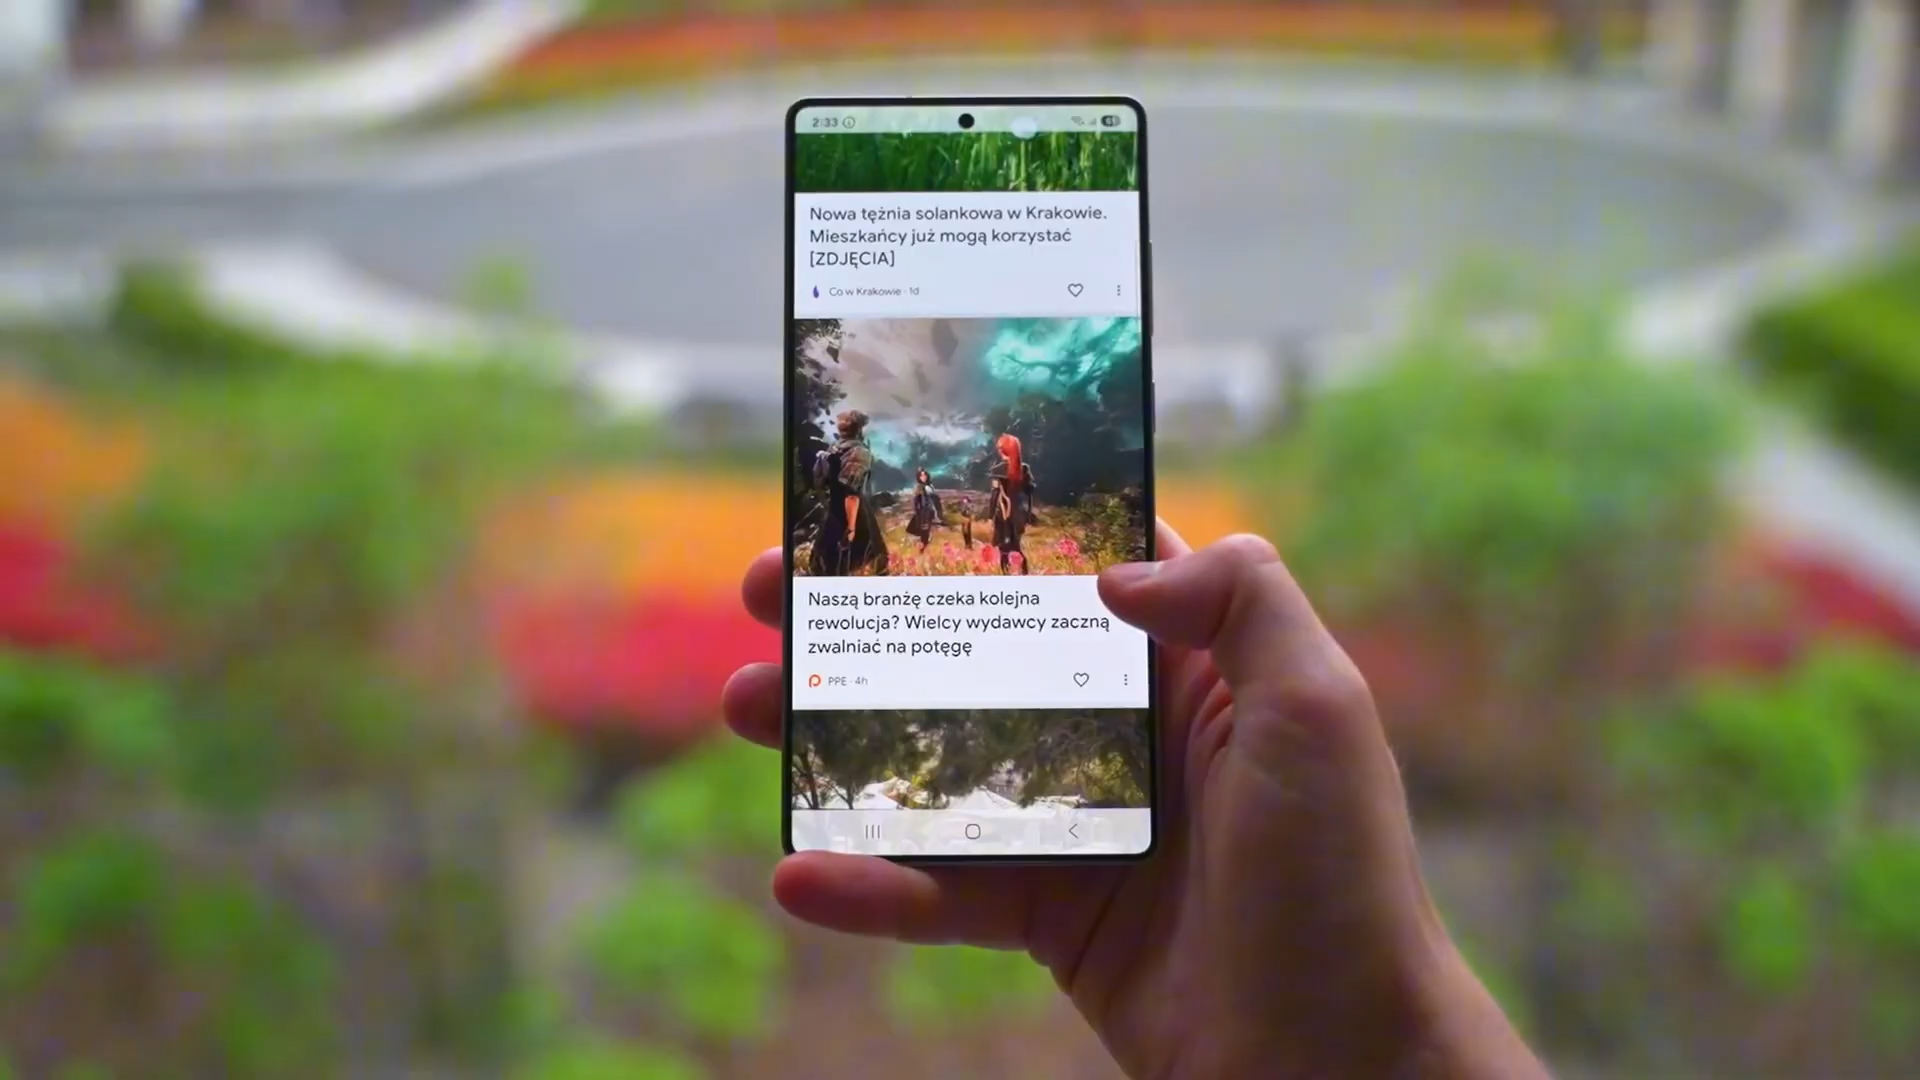 2:33
61
Nowa tężnia solankowa w Krakowie.
Mieszkańcy już mogą korzystać
[ZDJĘCIA]
Co w Krakowie · 1d
Naszą branżę czeka kolejna
rewolucja? Wielcy wydawcy zaczną
zwalniać na potęgę
PPE · 4h